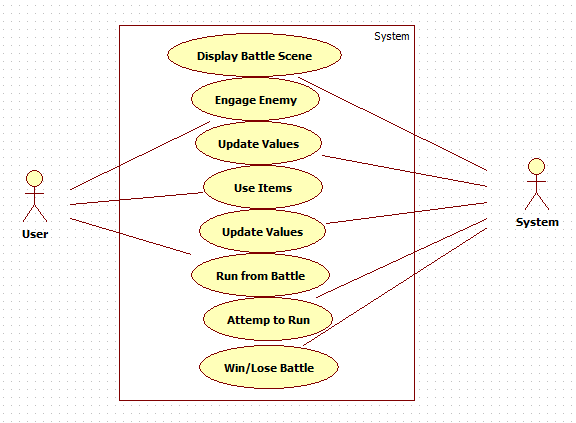 System
Display Battle Scene
Engage Enemy
Update Values
Use Items
Update Values
Run from Battle
Attemp to Run
Win/Lose Battle
User
System